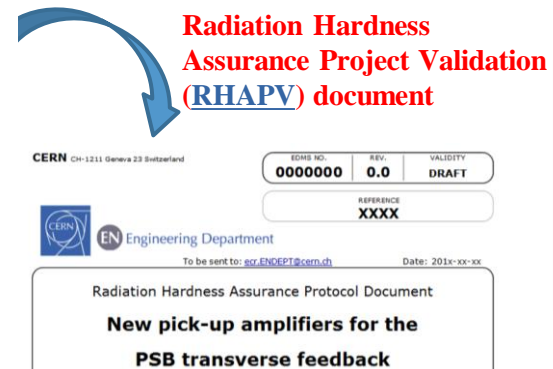 Radiation Hardness
Assurance Project Validation
(RHAPV) document
CERN CH-1211 Geneva 23 Switzerland
EDMS NO. REV. VALIDITY
0000000 0.0 DRAFT
REFERENCE
XXXX
CERN EN Engineering Department
To be sent to: ecr.ENDEPT@cern.ch Date: 201x-xx-xx
Radiation Hardness Assurance Protocol Document
New pick-up amplifiers for the
PSB transverse feedback